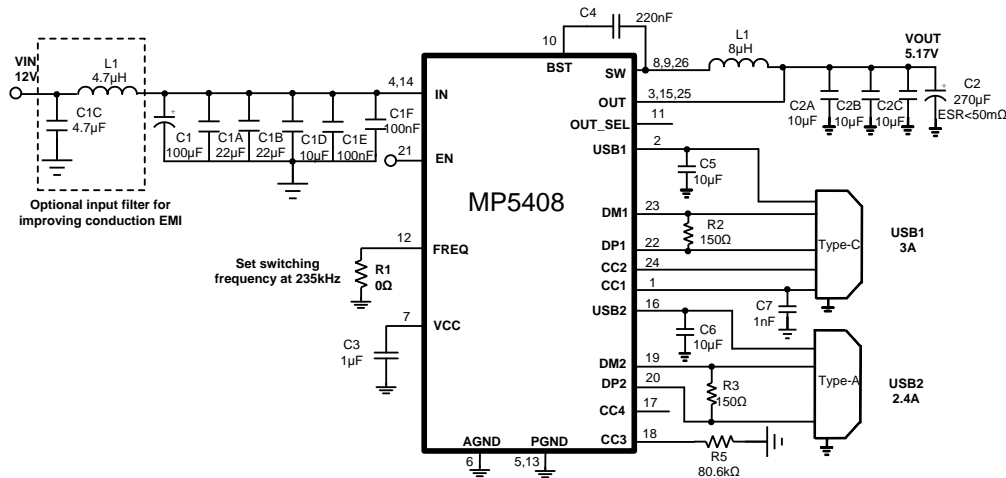 C4
220nF
10
BST
VIN
12V
L1
4.7µH
C1C
4.7µF
Optional input filter for
improving conduction EMI
C1
100µF
C1A
22µF
C1B
22µF
C1D
10µF
C1E
100nF
C1F
100nF
4,14
IN
21
EN
12
FREQ
Set switching
frequency at 235kHz
R1
0Ω
7
VCC
C3
1µF
MP5408
AGND
6
PGND
5,13
SW
8,9,26
L1
8µH
VOUT
5.17V
OUT
3,15,25
OUT_SEL
11
C2A
10µF
C2B
10µF
C2C
10µF
C2
270µF
ESR<50mΩ
USB1
2
C5
10µF
DM1
23
R2
150Ω
DP1
22
CC2
24
CC1
1
Type-C
USB1
3A
C7
1nF
USB2
16
C6
10µF
DM2
19
DP2
20
R3
150Ω
Type-A
USB2
2.4A
CC4
17
CC3
18
R5
80.6kΩ